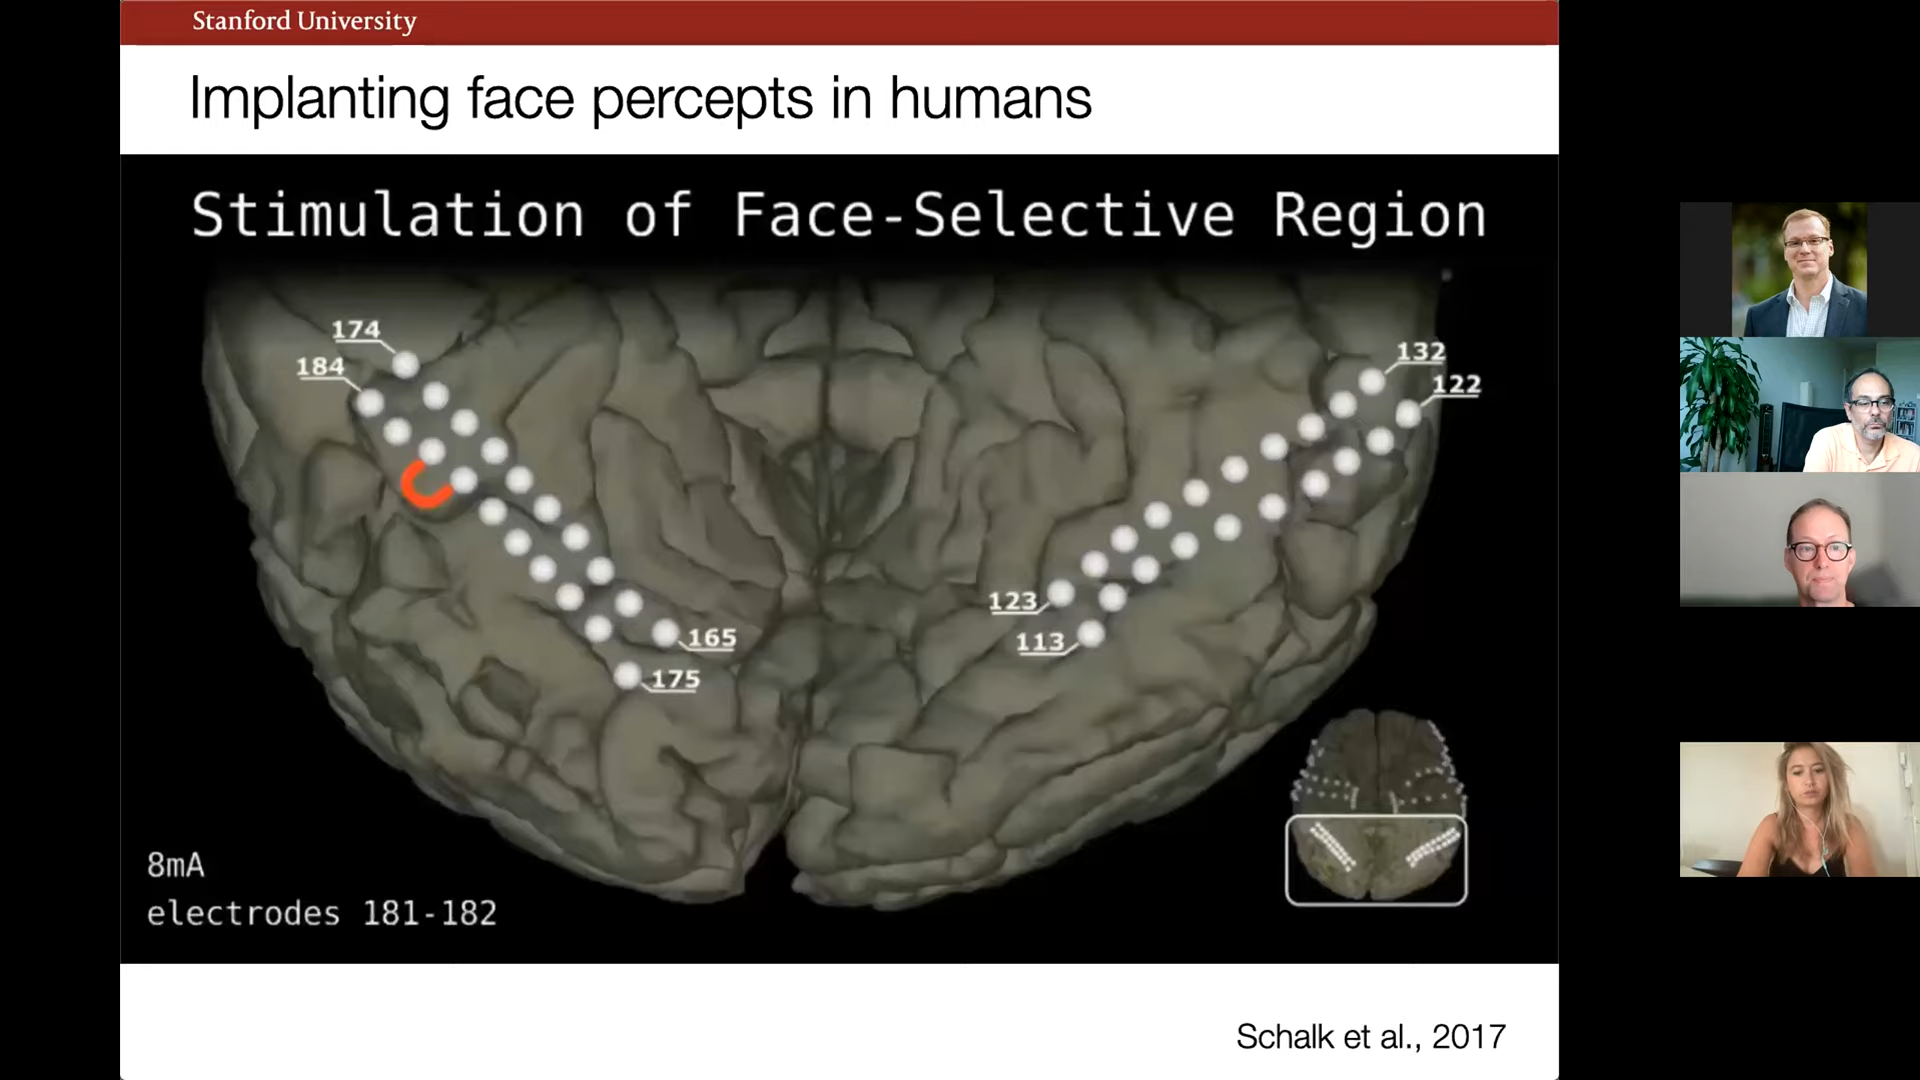 Stanford University
Implanting face percepts in humans
Stimulation of Face-Selective Region
174
184
132
122
123
113
165
175
8mA
electrodes 181-182
Schalk et al., 2017